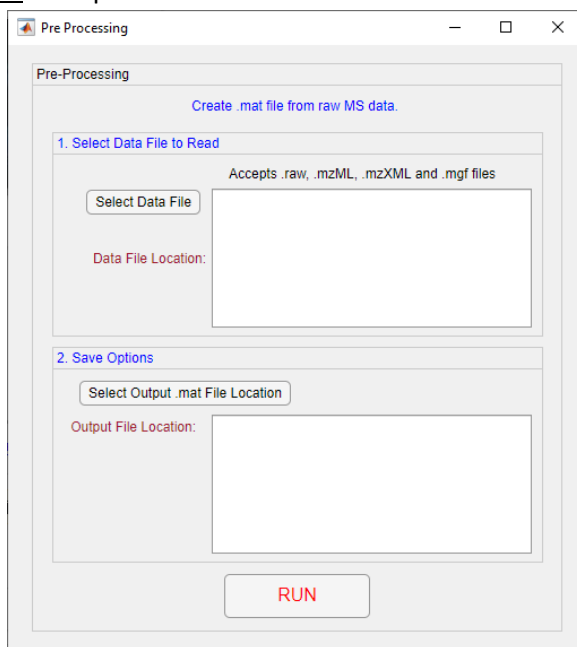 Pre Processing
Pre-Processing
Create .mat file from raw MS data.
1. Select Data File to Read
Accepts .raw, .mzML, .mzXML and .mgf files
Select Data File
Data File Location:
2. Save Options
Select Output .mat File Location
Output File Location:
RUN